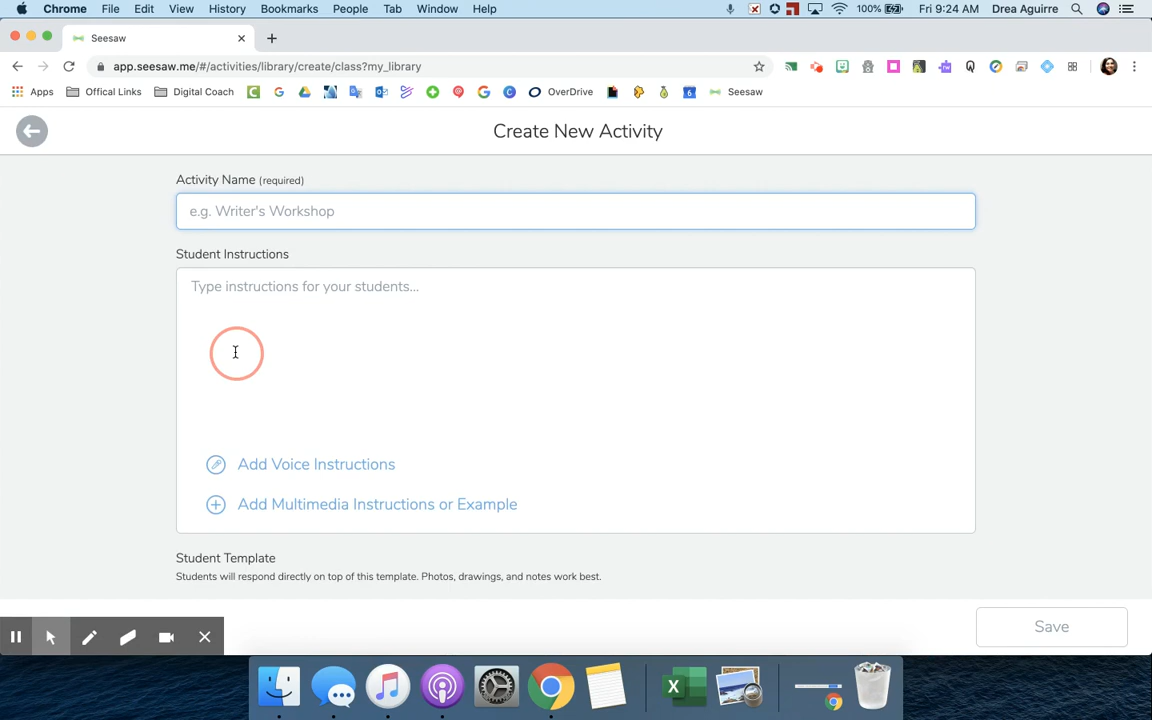 Chrome File Edit View History Bookmarks People Tab Window Help 100% Fri 9:24 AM Drea Aguirre
Seesaw
app.seesaw.me/#/activities/library/create/class?my_library
Apps Offical Links Digital Coach OverDrive 6 Seesaw
Create New Activity
Activity Name (required)
e.g. Writer's Workshop
Student Instructions
Type instructions for your students...
Add Voice Instructions
Add Multimedia Instructions or Example
Student Template
Students will respond directly on top of this template. Photos, drawings, and notes work best.
Save